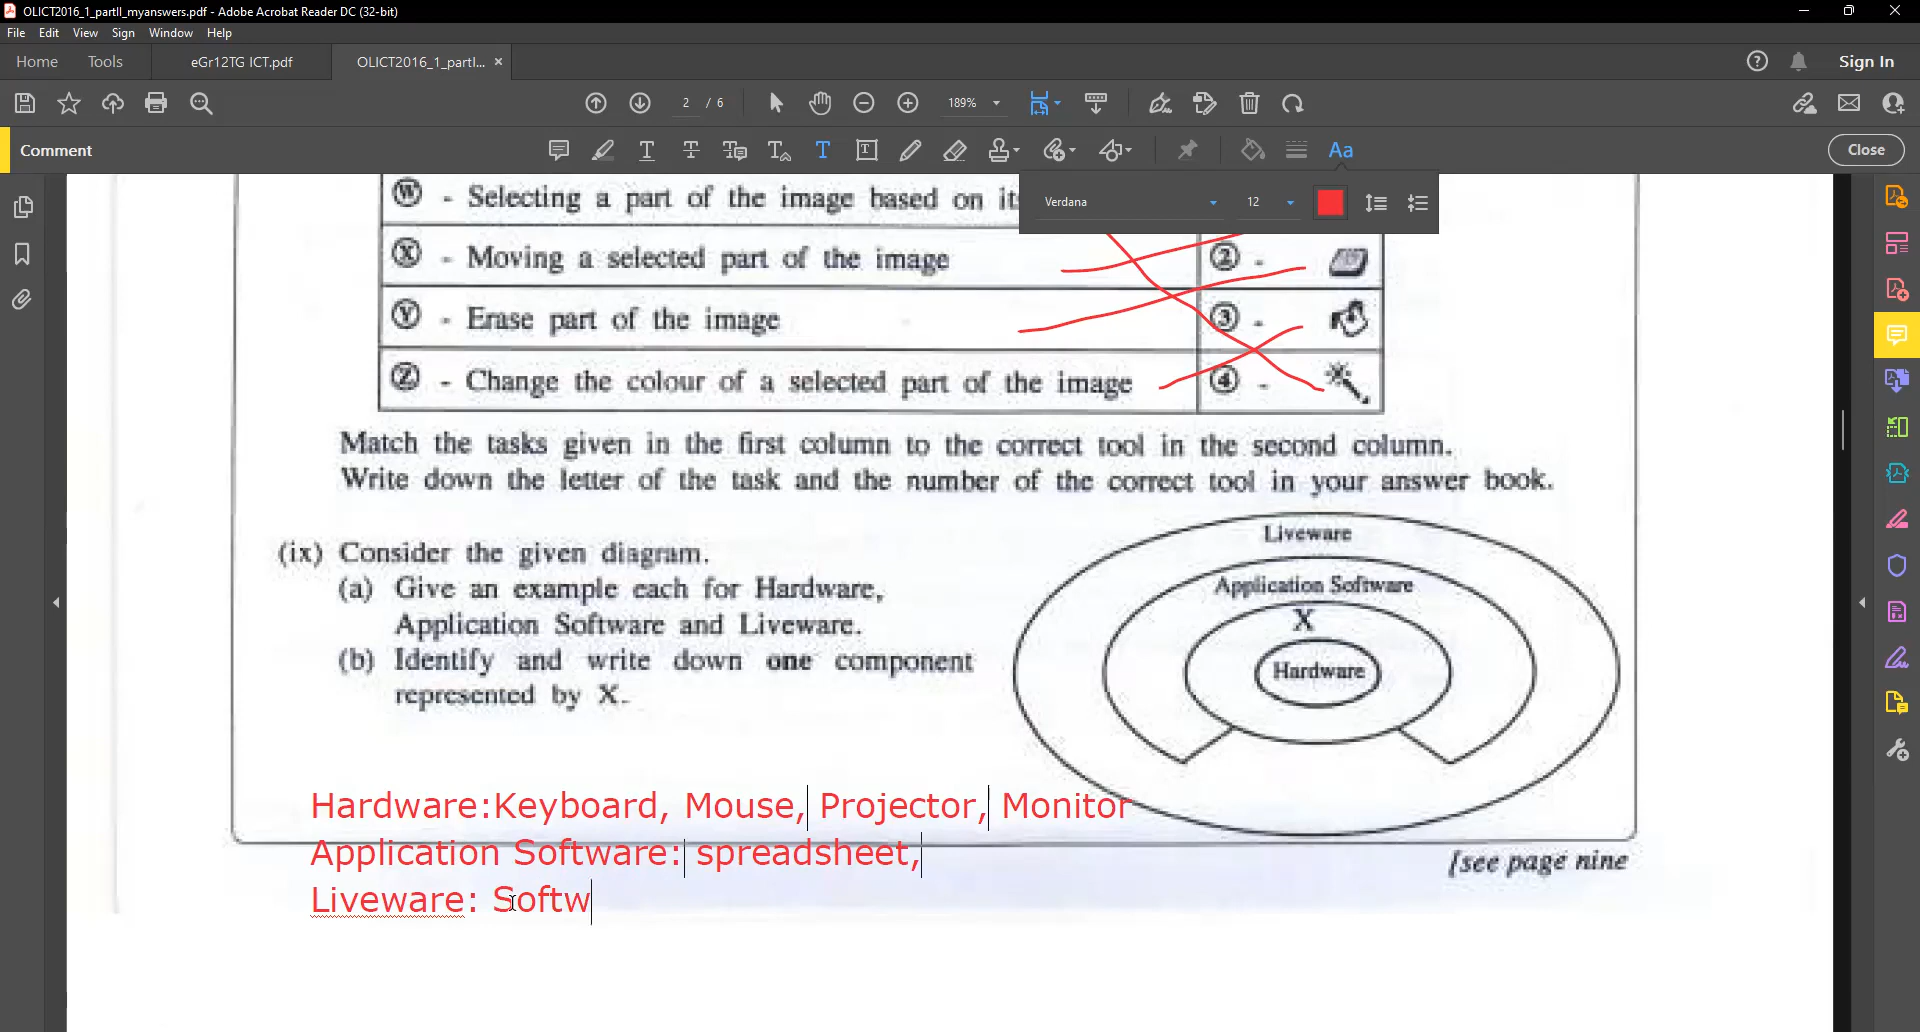 OLICT2016_1_partII_myanswers.pdf - Adobe Acrobat Reader DC (32-bit)
File Edit View Sign Window Help
Home Tools eGr12TG ICT.pdf OLICT2016_1_partI... × Sign In
2 / 6 189%
Comment Close
Verdana 12
W - Selecting a part of the image based on its
X - Moving a selected part of the image 2 -
Y - Erase part of the image 3 -
Z - Change the colour of a selected part of the image 4 -
Match the tasks given in the first column to the correct tool in the second column.
Write down the letter of the task and the number of the correct tool in your answer book.
(ix) Consider the given diagram.
(a) Give an example each for Hardware,
Application Software and Liveware.
(b) Identify and write down one component
represented by X.
Liveware
Application Software
X
Hardware
Hardware:Keyboard, Mouse, Projector, Monitor
Application Software: spreadsheet,
[see page nine
Liveware: Softw